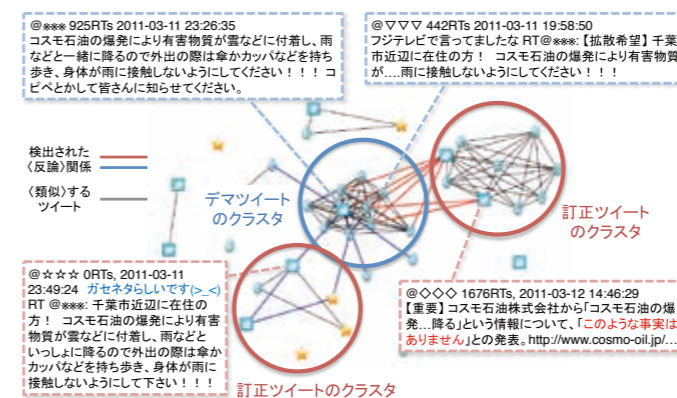 @※※※ 925RTs 2011-03-11 23:26:35
コスモ石油の爆発により有害物質が雲などに付着し、雨
などと一緒に降るので外出の際は傘かカッパなどを持ち
歩き、身体が雨に接触しないようにしてください!!! コ
ピペとかして皆さんに知らせてください。
@▽▽▽ 442RTs 2011-03-11 19:58:50
フジテレビで言ってましたな RT@※※※: 【拡散希望】 千葉
市近辺に在住の方! コスモ石油の爆発により有害物質
が....雨に接触しないようにしてください!!!
検出された
〈反論〉関係
〈類似〉する
ツイート
デマツイート
のクラスタ
訂正ツイート
のクラスタ
@☆☆☆ 0RTs, 2011-03-11
23:49:24 ガセネタらしいです(>_<)
RT @※※※: 千葉市近辺に在住の
方! コスモ石油の爆発により有害
物質が雲などに付着し、雨などと
いっしょに降るので外出の際は傘か
カッパなどを持ち歩き、身体が雨に
接触しないようにして下さい!!!
@◇◇◇ 1676RTs, 2011-03-12 14:46:29
【重要】コスモ石油株式会社から「コスモ石油の爆
発...降る」という情報について、「このような事実は
ありません」との発表。http://www.cosmo-oil.jp/....
訂正ツイートのクラスタ